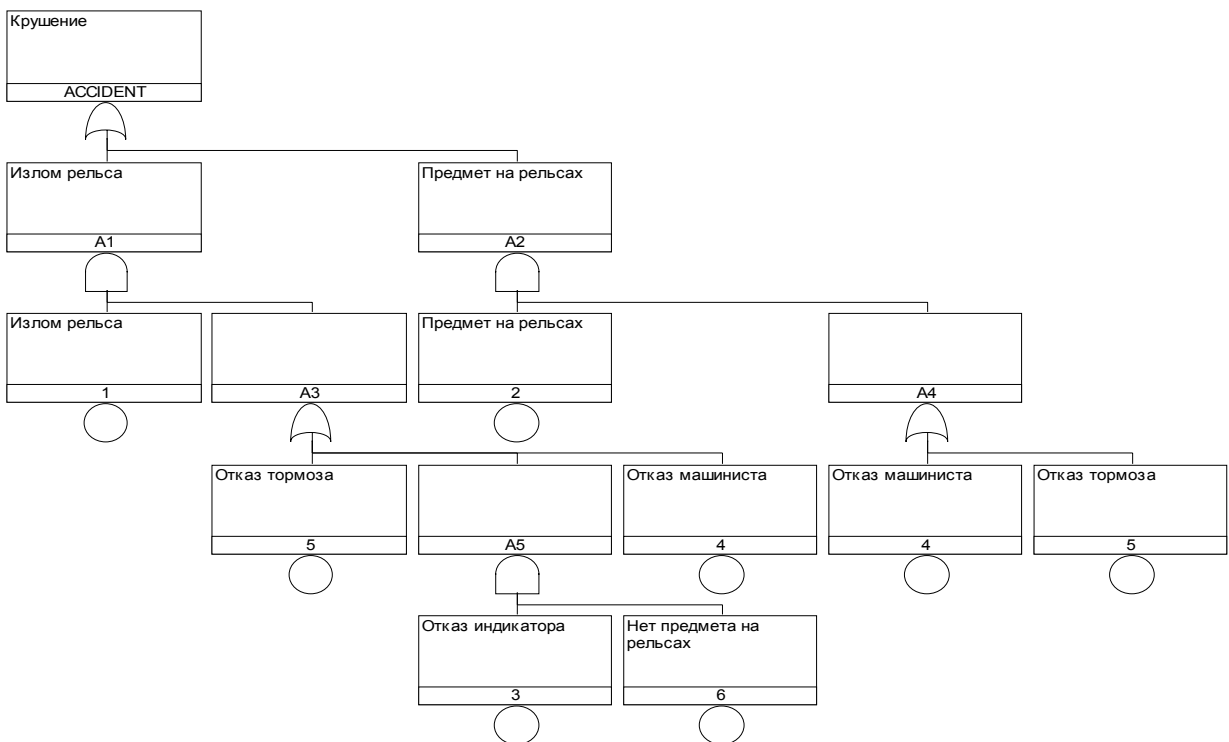 Крушение
ACCIDENT
Излом рельса
A1
Предмет на рельсах
A2
Излом рельса
1
A3
Предмет на рельсах
2
A4
Отказ тормоза
5
A5
Отказ машиниста
4
Отказ машиниста
4
Отказ тормоза
5
Отказ индикатора
3
Нет предмета на
рельсах
6